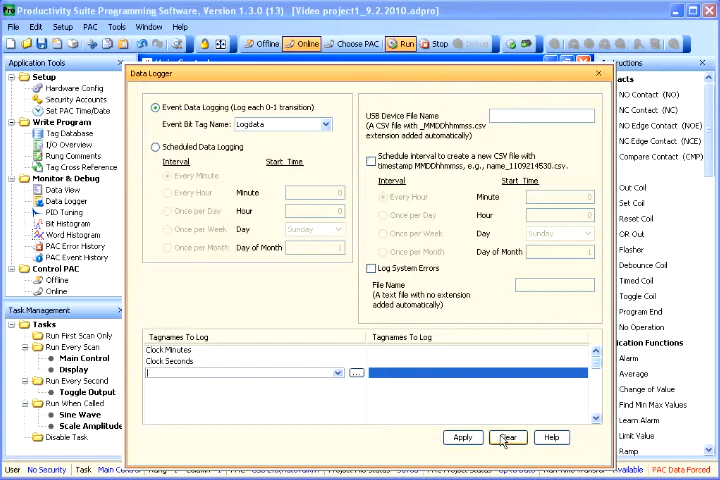 Productivity Suite Programming Software, Version 1.3.0 (13) [Video project1_9.2.2010.adpro]
File Edit Setup PAC Tools Window Help
Offline Online Choose PAC Run Stop Debug
Application Tools
Setup
Hardware Config
Security Accounts
Set PAC Time/Date
Write Program
Tag Database
I/O Overview
Rung Comments
Tag Cross Reference
Monitor & Debug
Data View
Data Logger
PID Tuning
Bit Histogram
Word Histogram
PAC Error History
PAC Event History
Control PAC
Offline
Online
Task Management
Tasks
Run First Scan Only
Run Every Scan
Main Control
Display
Run Every Second
Toggle Output
Run When Called
Sine Wave
Scale Amplitude
Disable Task
Data Logger
Event Data Logging (Log each 0-1 transition)
Event Bit Tag Name: Logdata
Scheduled Data Logging
Interval Start Time
Every Minute
Every Hour Minute 0
Once per Day Hour 0
Once per Week Day Sunday
Once per Month Day of Month 1
USB Device File Name
(A CSV file with _MMDDhhmmss.csv
extension added automatically)
Schedule interval to create a new CSV file with
timestamp MMDDhhmmss, e.g., name_1109214530.csv.
Interval Start Time
Every Hour Minute 0
Once per Day Hour 0
Once per Week Day Sunday
Once per Month Day of Month 1
Log System Errors
File Name
(A text file with no extension
added automatically)
Tagnames To Log Tagnames To Log
Clock Minutes
Clock Seconds
...
Apply Clear Help
NO Contact (NO)
NC Contact (NC)
NO Edge Contact (NOE)
NC Edge Contact (NCE)
Compare Contact (CMP)
Out Coil
Set Coil
Reset Coil
OR Out
Flasher
Debounce Coil
Timed Coil
Toggle Coil
Program End
No Operation
Alarm
Average
Change of Value
Find Min Max Values
Learn Alarm
Limit Value
Ramp
User No Security Task Main
Available PAC Data Forced